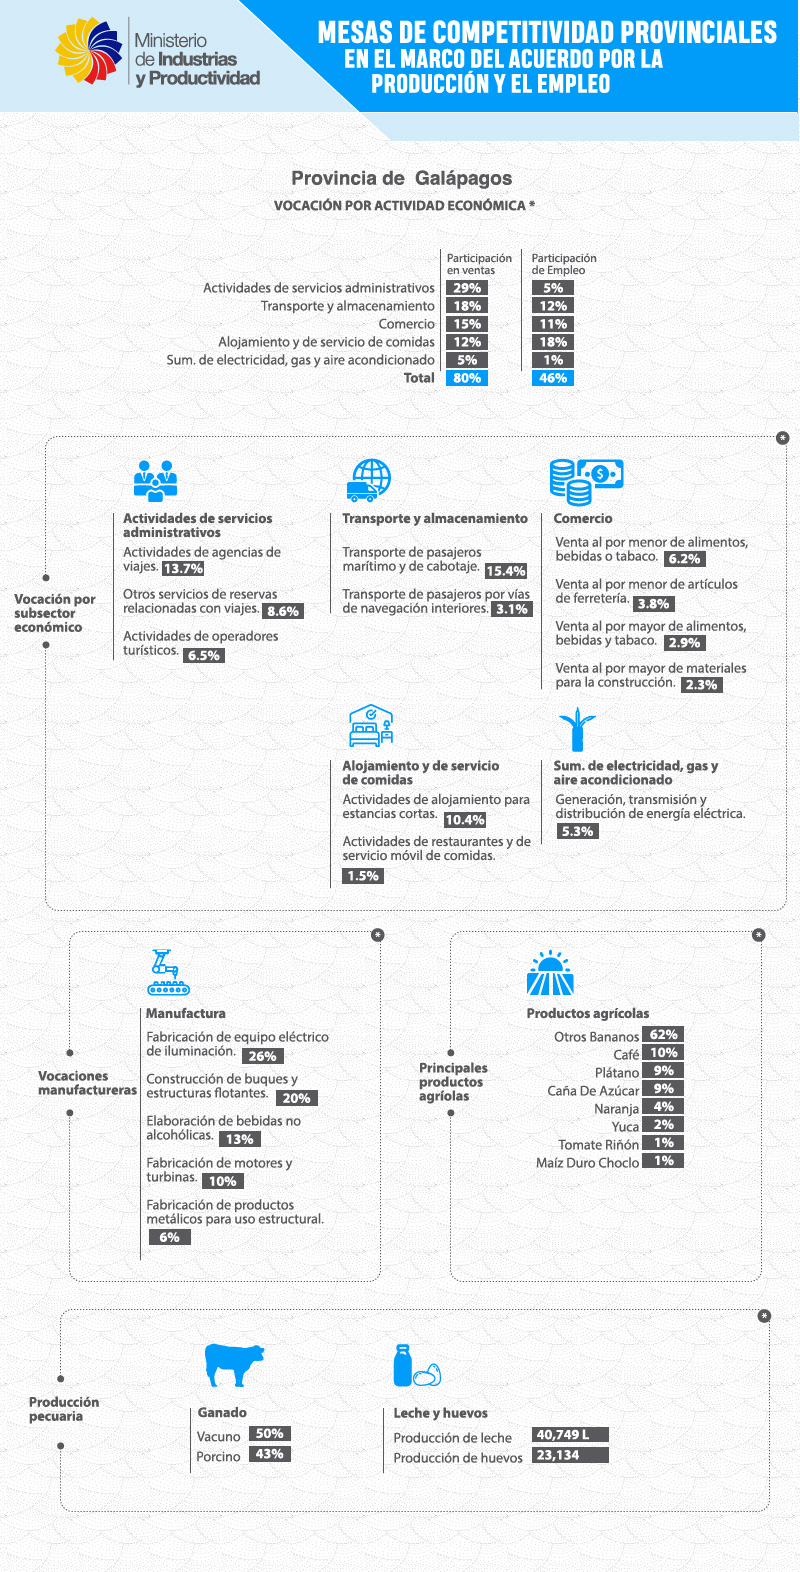 Ministerio
de Industrias
y Productividad
MESAS DE COMPETITIVIDAD PROVINCIALES
EN EL MARCO DEL ACUERDO POR LA
PRODUCCIÓN Y EL EMPLEO
Provincia de Galápagos
VOCACIÓN POR ACTIVIDAD ECONÓMICA *
Participación en ventas
Participación de Empleo
Actividades de servicios administrativos 29% 5%
Transporte y almacenamiento 18% 12%
Comercio 15% 11%
Alojamiento y de servicio de comidas 12% 18%
Sum. de electricidad, gas y aire acondicionado 5% 1%
Total 80% 46%
*
Vocación por
subsector
económico
Actividades de servicios
administrativos
Actividades de agencias de
viajes. 13.7%
Otros servicios de reservas
relacionadas con viajes. 8.6%
Actividades de operadores
turísticos. 6.5%
Transporte y almacenamiento
Transporte de pasajeros
marítimo y de cabotaje. 15.4%
Transporte de pasajeros por vías
de navegación interiores. 3.1%
Comercio
Venta al por menor de alimentos,
bebidas o tabaco. 6.2%
Venta al por menor de artículos
de ferretería. 3.8%
Venta al por mayor de alimentos,
bebidas y tabaco. 2.9%
Venta al por mayor de materiales
para la construcción. 2.3%
Alojamiento y de servicio
de comidas
Actividades de alojamiento para
estancias cortas. 10.4%
Actividades de restaurantes y de
servicio móvil de comidas.
1.5%
Sum. de electricidad, gas y
aire acondicionado
Generación, transmisión y
distribución de energía eléctrica.
5.3%
*
Vocaciones
manufactureras
Manufactura
Fabricación de equipo eléctrico
de iluminación. 26%
Construcción de buques y
estructuras flotantes. 20%
Elaboración de bebidas no
alcohólicas. 13%
Fabricación de motores y
turbinas. 10%
Fabricación de productos
metálicos para uso estructural.
6%
*
Principales
productos
agríolas
Productos agrícolas
Otros Bananos 62%
Café 10%
Plátano 9%
Caña De Azúcar 9%
Naranja 4%
Yuca 2%
Tomate Riñón 1%
Maíz Duro Choclo 1%
*
Producción
pecuaria
Ganado
Vacuno 50%
Porcino 43%
Leche y huevos
Producción de leche 40,749 L
Producción de huevos 23,134